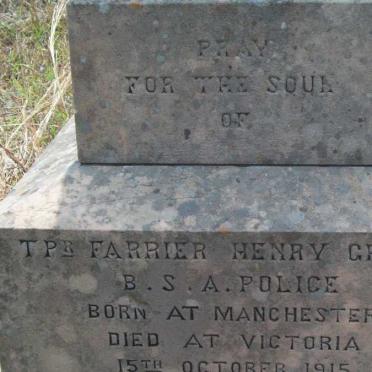 PRAY
FOR THE SOUL
OF
TPR FARRIER HENRY
B.S.A. POLICE
BORN AT MANCHESTER
DIED AT VICTORIA
15TH OCTOBER 1915.